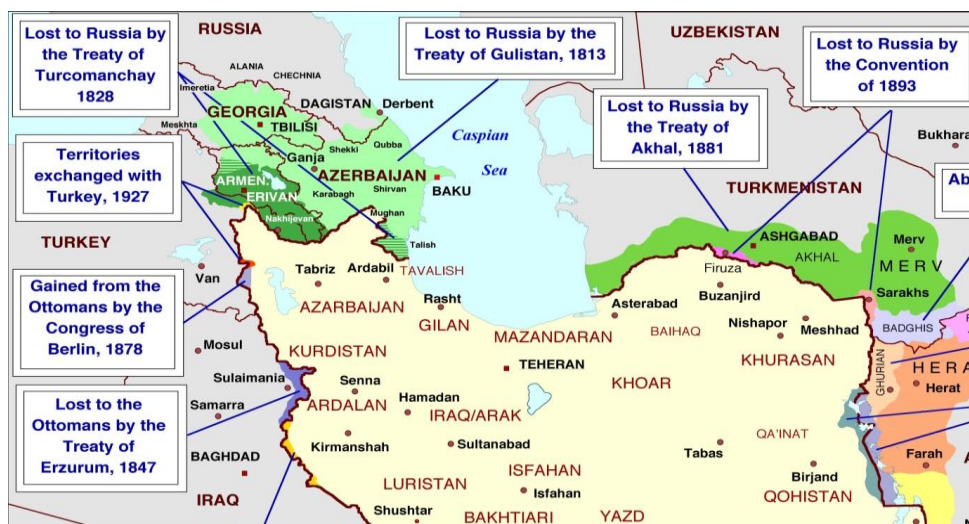 Lost to Russia by
the Treaty of
Turcomanchay
1828
RUSSIA
Lost to Russia by the
Treaty of Gulistan, 1813
UZBEKISTAN
Lost to Russia by
the Convention
of 1893
ALANIA
CHECHNIA
Imeretia
DAGISTAN
Derbent
GEORGIA
Meskhta
TBILISI
Qubba
Shekki
Ganja
AZERBAIJAN
Caspian
Sea
Lost to Russia by
the Treaty of
Akhal, 1881
Bukhara
Territories
exchanged with
Turkey, 1927
ARMEN.
ERIVAN
Karabagh
Shirvan
BAKU
Ab
TURKMENISTAN
Nakhijevan
Mughan
Talish
TURKEY
Van
ASHGABAD
AKHAL
Merv
MERV
Firuza
Tabriz
Ardabil
TAVALISH
Sarakhs
Gained from the
Ottomans by the
Congress of
Berlin, 1878
AZARBAIJAN
Rasht
GILAN
Buzanjird
Asterabad
BADGHIS
MAZANDARAN
BAIHAQ
Nishapor
Meshhad
Mosul
KURDISTAN
KHURASAN
Sulaimania
Senna
TEHERAN
KHOAR
GHURIAN
HERA
Herat
Lost to the
Ottomans by the
Treaty of
Erzurum, 1847
Samarra
ARDALAN
Hamadan
IRAQ/ARAK
Kirmanshah
Sultanabad
QA'INAT
Tabas
BAGHDAD
ISFAHAN
Farah
Birjand
IRAQ
LURISTAN
Isfahan
QOHISTAN
Shushtar
BAKHTIARI
YAZD